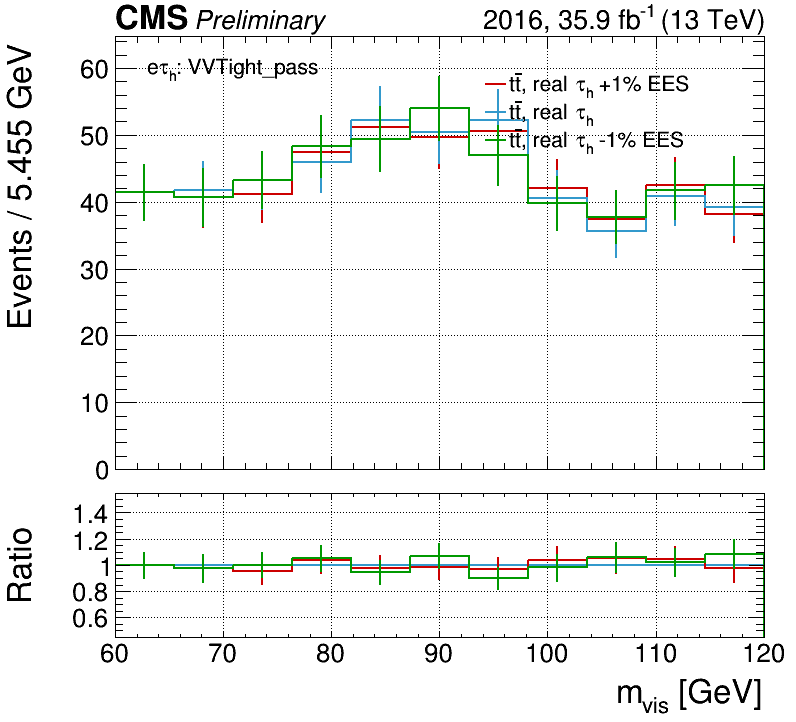 CMS Preliminary 2016, 35.9 fb⁻¹ (13 TeV)
eτₕ: VVTight_pass
tt̄, real τₕ +1% EES
tt̄, real τₕ
tt̄, real τₕ -1% EES
Events / 5.455 GeV
60
50
40
30
20
10
0
Ratio
1.4
1.2
1
0.8
0.6
60 70 80 90 100 110 120
m_vis [GeV]